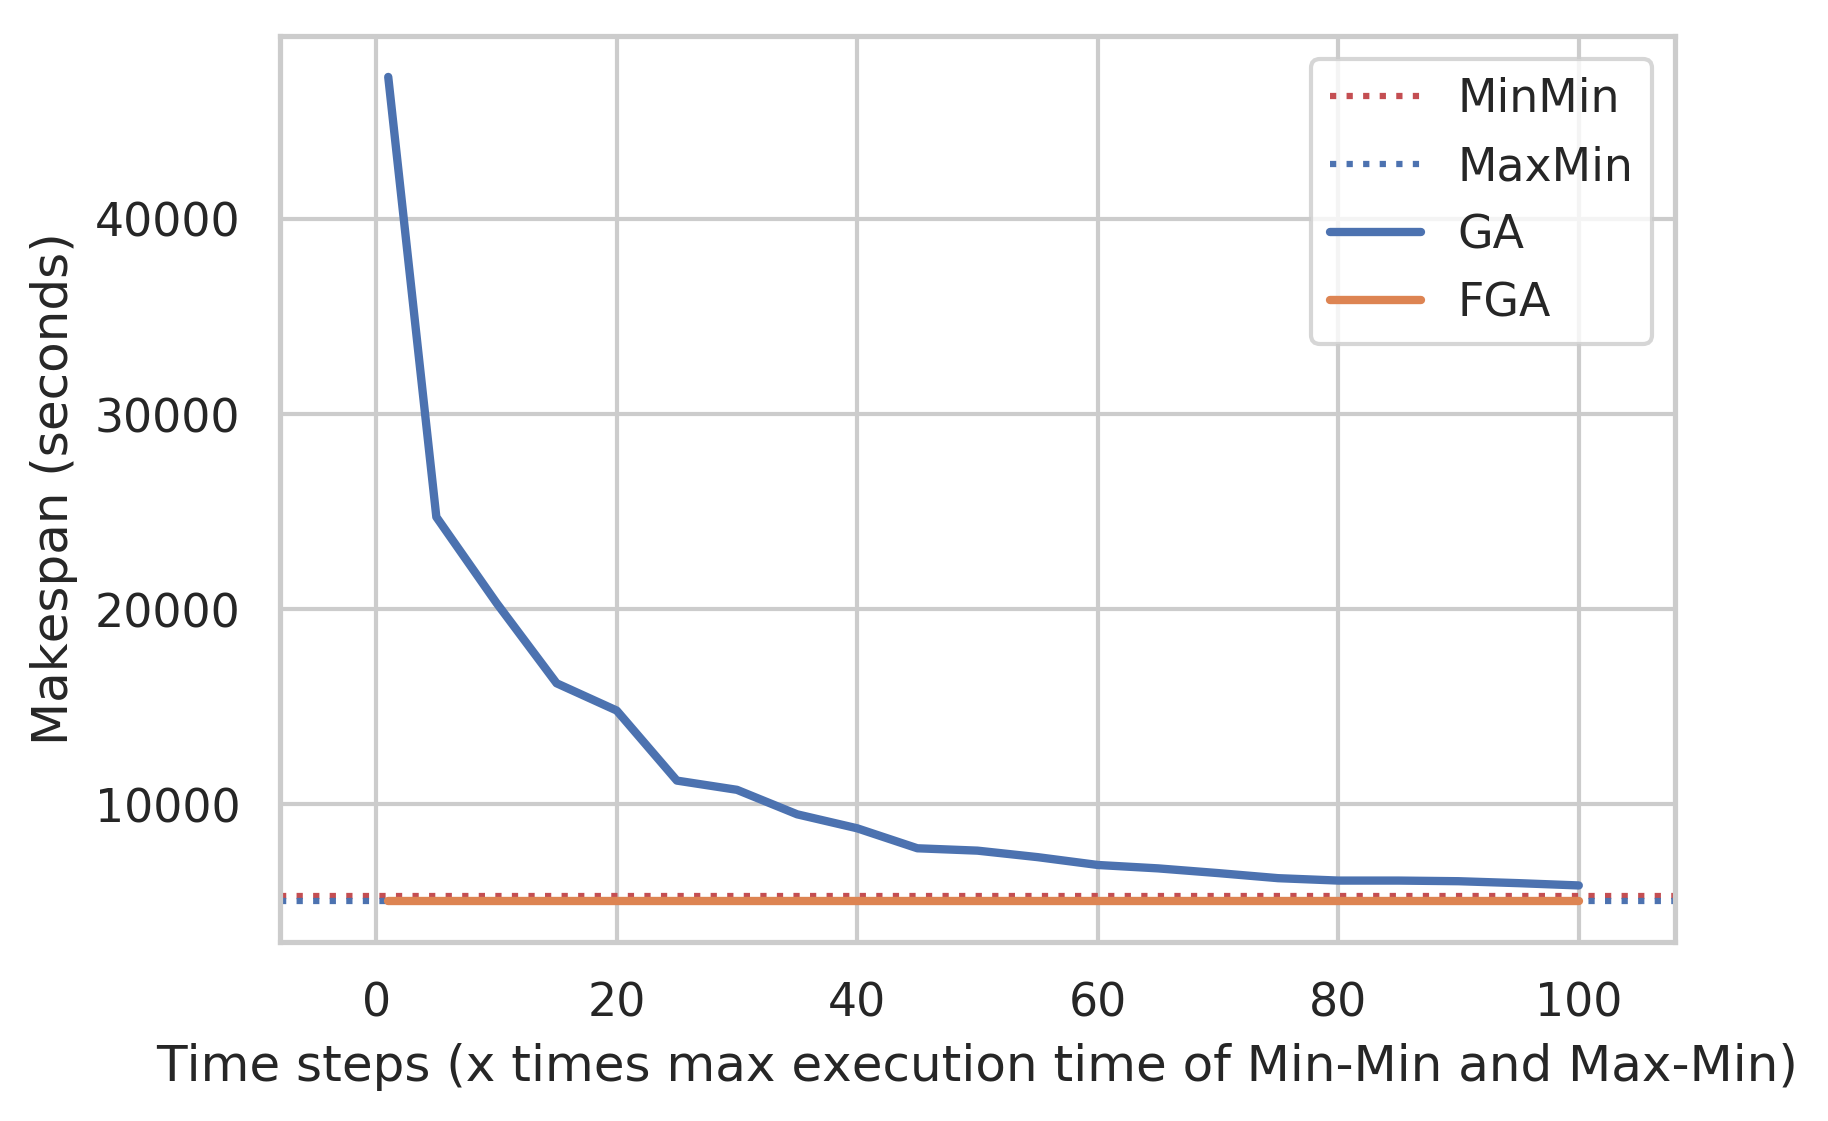 MinMin
MaxMin
GA
FGA
Makespan (seconds)
40000
30000
20000
10000
0 20 40 60 80 100
Time steps (x times max execution time of Min-Min and Max-Min)